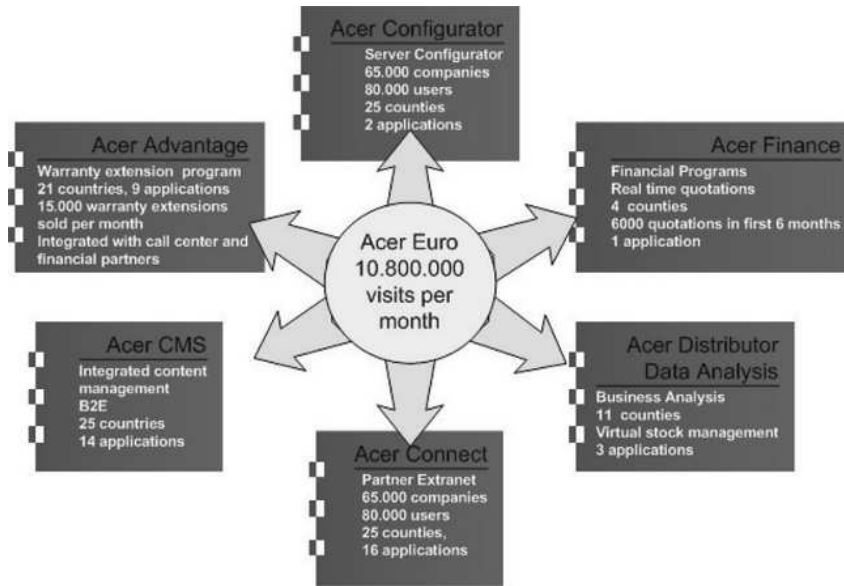 Acer Configurator
Server Configurator
65.000 companies
80.000 users
25 counties
2 applications
Acer Advantage
Warranty extension program
21 countries, 9 applications
15.000 warranty extensions
sold per month
Integrated with call center and
financial partners
Acer Finance
Financial Programs
Real time quotations
4 counties
6000 quotations in first 6 months
1 application
Acer Euro
10.800.000
visits per
month
Acer CMS
Integrated content
management
B2E
25 countries
14 applications
Acer Distributor
Data Analysis
Business Analysis
11 counties
Virtual stock management
3 applications
Acer Connect
Partner Extranet
65.000 companies
80.000 users
25 counties,
16 applications